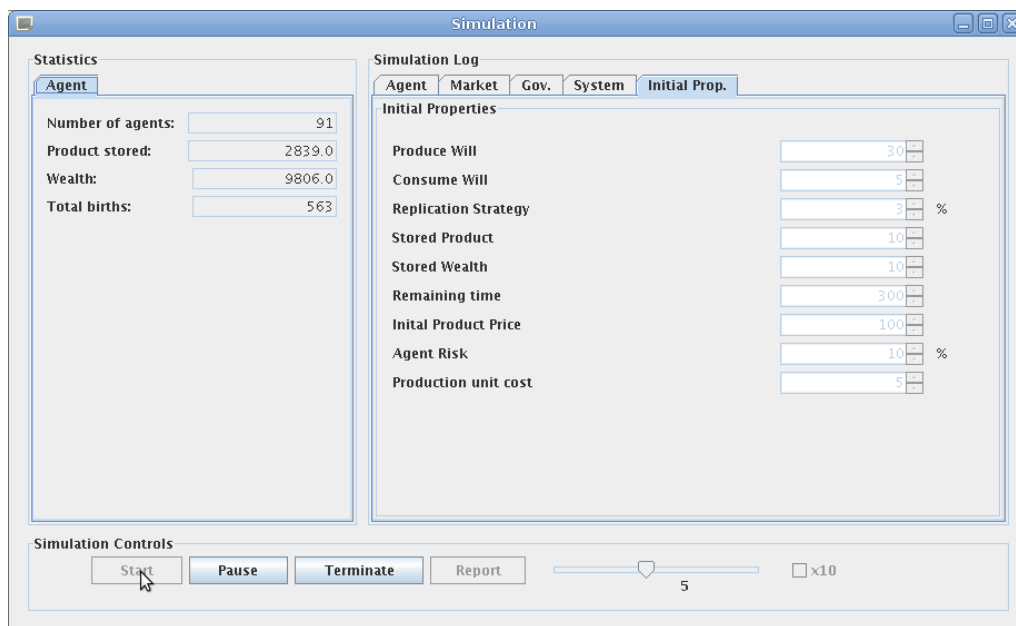 Simulation
Statistics
Agent
Number of agents: 91
Product stored: 2839.0
Wealth: 9806.0
Total births: 563
Simulation Log
Agent Market Gov. System Initial Prop.
Initial Properties
Produce Will 30
Consume Will 5
Replication Strategy 3 %
Stored Product 10
Stored Wealth 10
Remaining time 300
Inital Product Price 100
Agent Risk 10 %
Production unit cost 5
Simulation Controls
Start Pause Terminate Report 5 x10